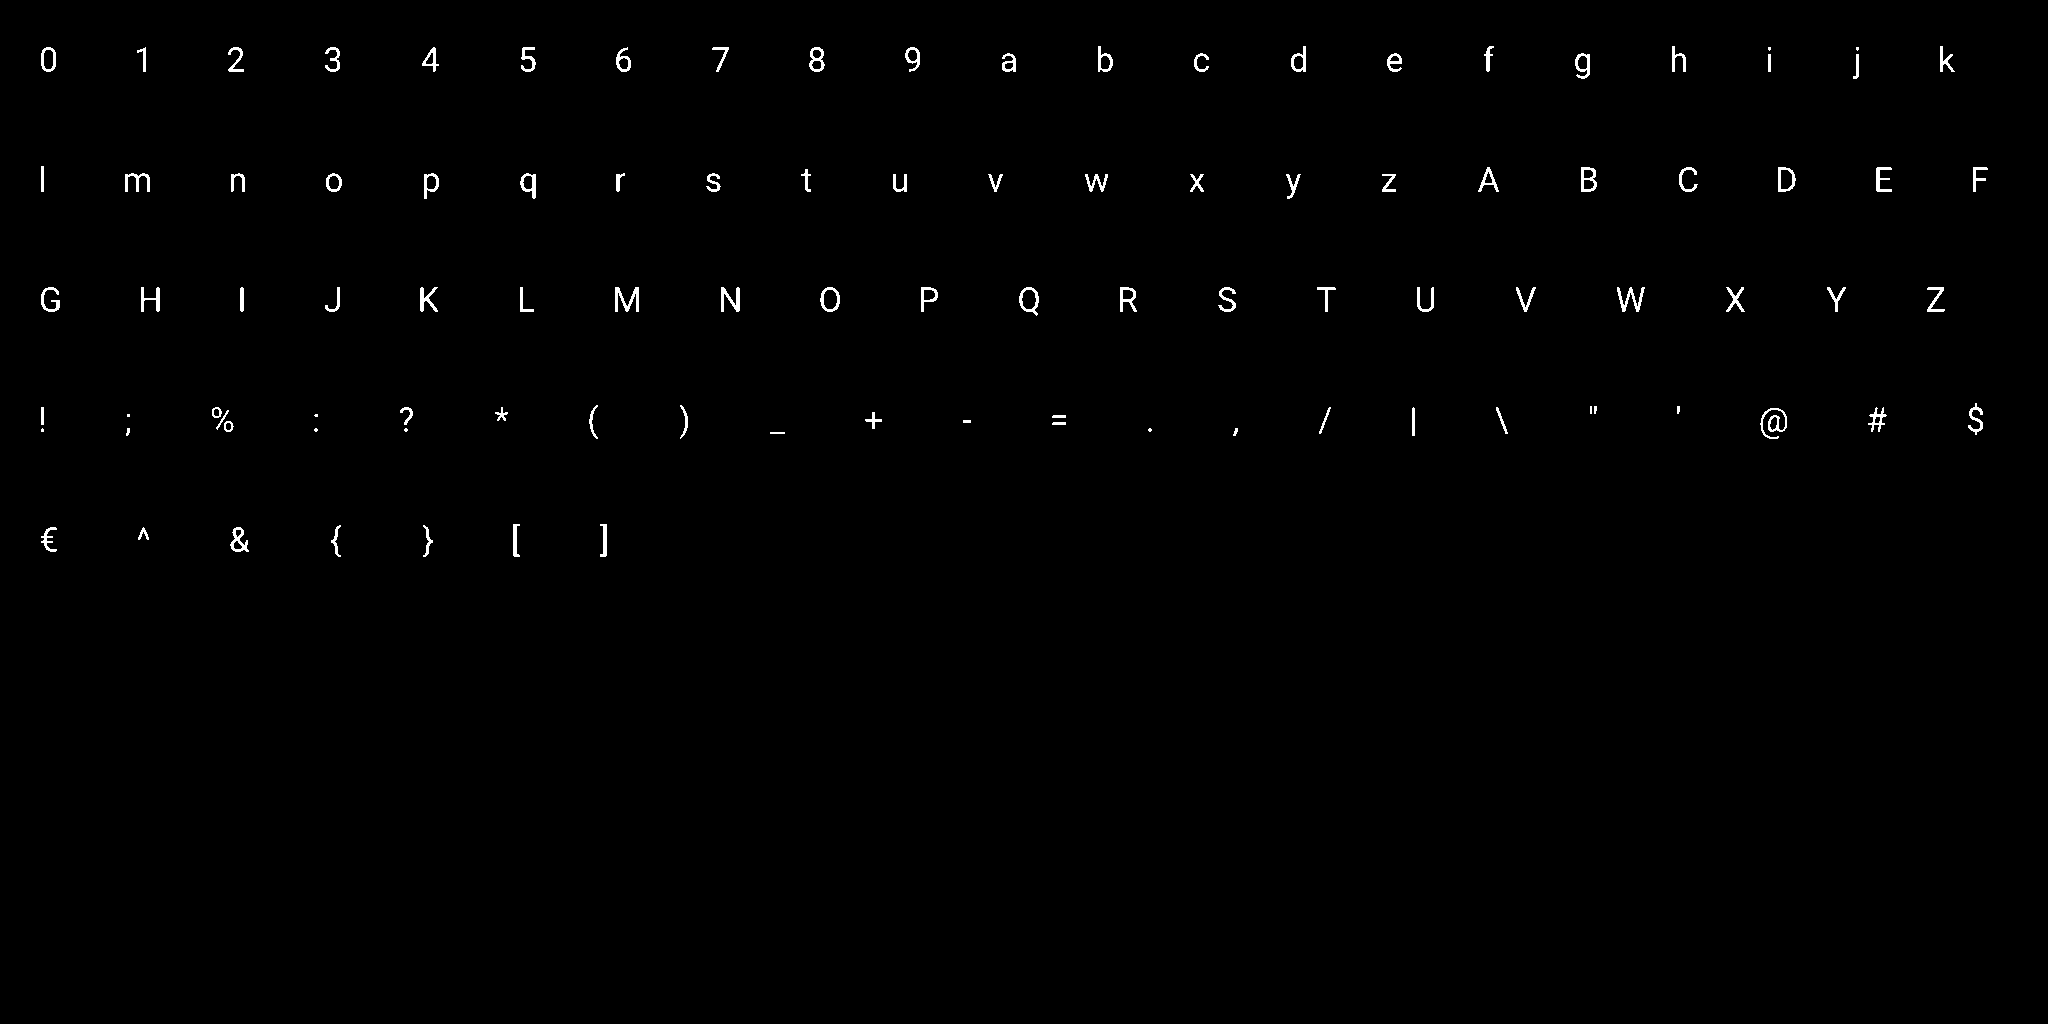 0 1 2 3 4 5 6 7 8 9 a b c d e f g h i j k
l m n o p q r s t u v w x y z A B C D E F
G H I J K L M N O P Q R S T U V W X Y Z
! ; % : ? * ( ) _ + - = . , / | \ " ' @ # $
€ ^ & { } [ ]